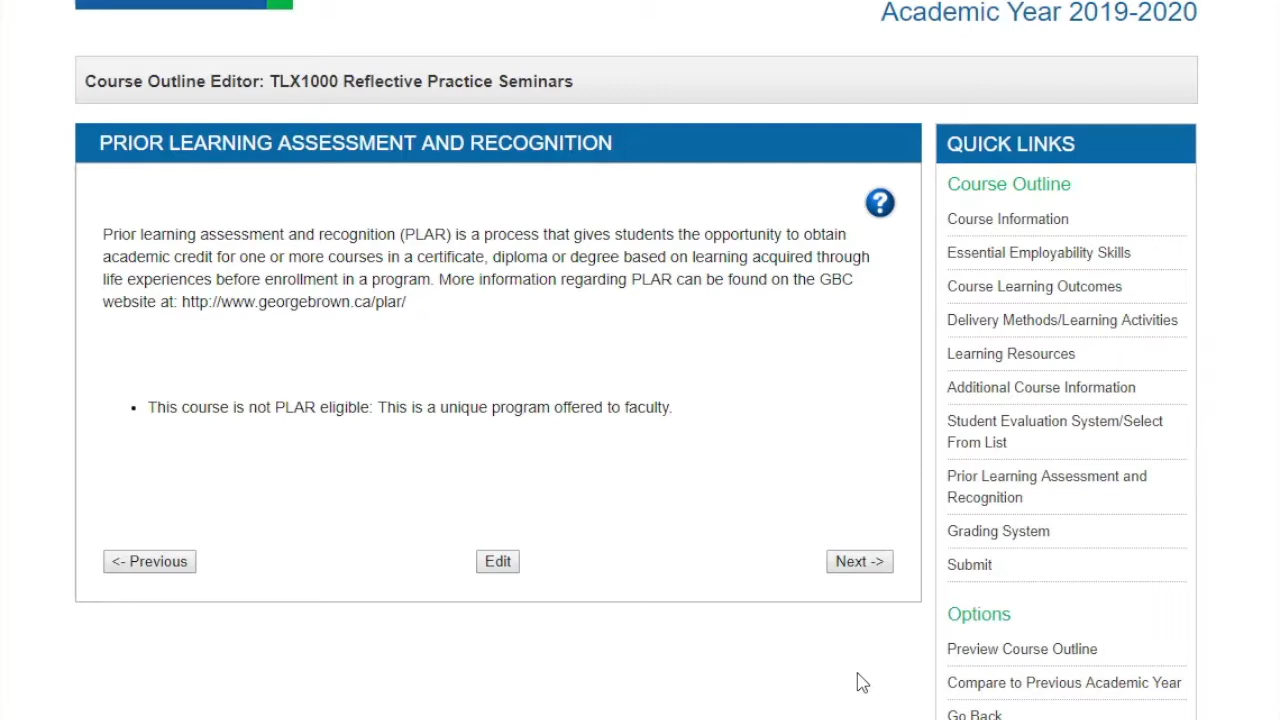 Academic Year 2019-2020
Course Outline Editor: TLX1000 Reflective Practice Seminars
PRIOR LEARNING ASSESSMENT AND RECOGNITION
Prior learning assessment and recognition (PLAR) is a process that gives students the opportunity to obtain
academic credit for one or more courses in a certificate, diploma or degree based on learning acquired through
life experiences before enrollment in a program. More information regarding PLAR can be found on the GBC
website at: http://www.georgebrown.ca/plar/
• This course is not PLAR eligible: This is a unique program offered to faculty.
<- Previous
Edit
Next ->
QUICK LINKS
Course Outline
Course Information
Essential Employability Skills
Course Learning Outcomes
Delivery Methods/Learning Activities
Learning Resources
Additional Course Information
Student Evaluation System/Select
From List
Prior Learning Assessment and
Recognition
Grading System
Submit
Options
Preview Course Outline
Compare to Previous Academic Year
Go Back